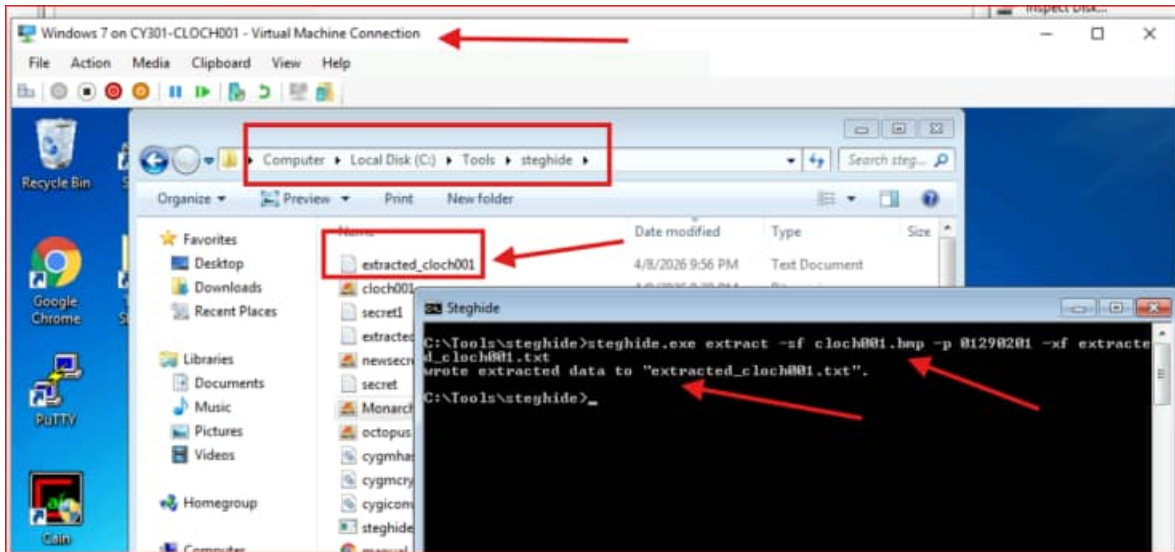 Inspect Disk...
Windows 7 on CY301-CLOCH001 - Virtual Machine Connection
File Action Media Clipboard View Help
Computer Local Disk (C:) Tools steghide
Search steg...
Organize Preview Print New folder
Recycle Bin
Google Chrome
PuTTY
Cain
Favorites
Desktop
Downloads
Recent Places
Libraries
Documents
Music
Pictures
Videos
Homegroup
Computer
Name Date modified Type Size
extracted_cloch001 4/8/2026 9:56 PM Text Document
cloch001
secret1
extracted
newsecr
secret
Monarch
octopus
cygmhas
cygmcry
cygiconv
steghide
manual
Steghide
C:\Tools\steghide>steghide.exe extract -sf cloch001.bmp -p 01290201 -xf extracte
d_cloch001.txt
wrote extracted data to "extracted_cloch001.txt".
C:\Tools\steghide>_